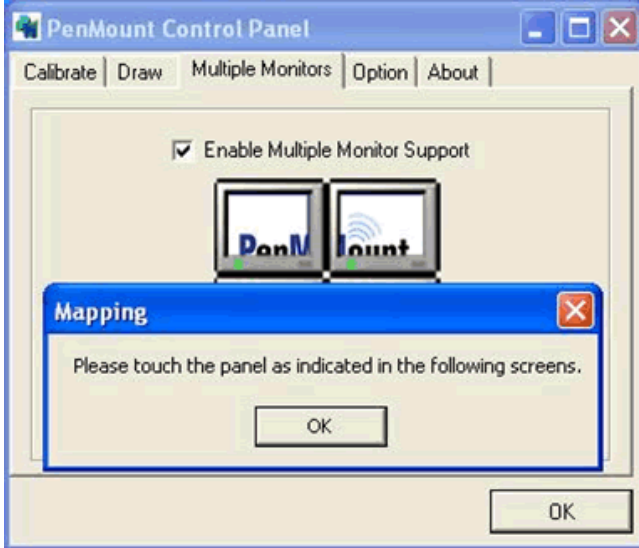 PenMount Control Panel
Calibrate Draw Multiple Monitors Option About
Enable Multiple Monitor Support
PenMount
Mapping
Please touch the panel as indicated in the following screens.
OK
OK